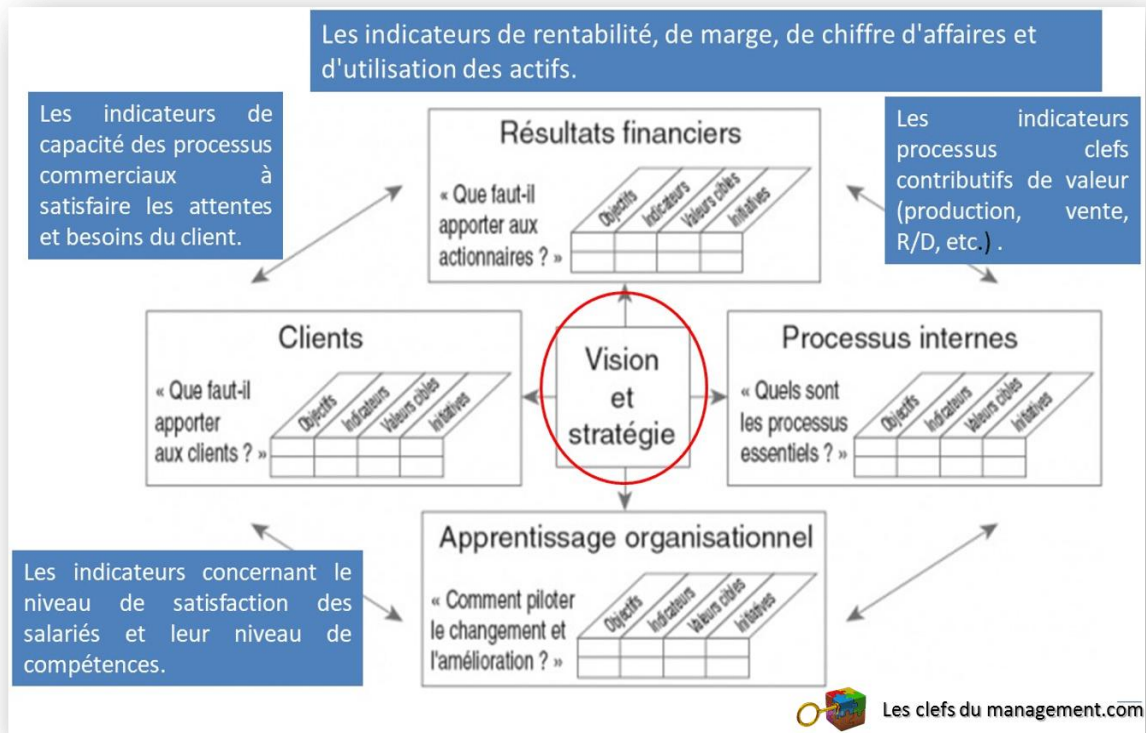 Les indicateurs de rentabilité, de marge, de chiffre d'affaires et
d'utilisation des actifs.
Les indicateurs de
capacité des processus
commerciaux à
satisfaire les attentes
et besoins du client.
Résultats financiers
« Que faut-il
apporter aux
actionnaires ? »
Objectifs Indicateurs Valeurs cibles Initiatives
Les indicateurs
processus clefs
contributifs de valeur
(production, vente,
R/D, etc.) .
Clients
« Que faut-il
apporter
aux clients ? »
Objectifs Indicateurs Valeurs cibles Initiatives
Vision
et
stratégie
Processus internes
« Quels sont
les processus
essentiels ? »
Objectifs Indicateurs Valeurs cibles Initiatives
Apprentissage organisationnel
« Comment piloter
le changement et
l'amélioration ? »
Objectifs Indicateurs Valeurs cibles Initiatives
Les indicateurs concernant le
niveau de satisfaction des
salariés et leur niveau de
compétences.
Les clefs du management.com